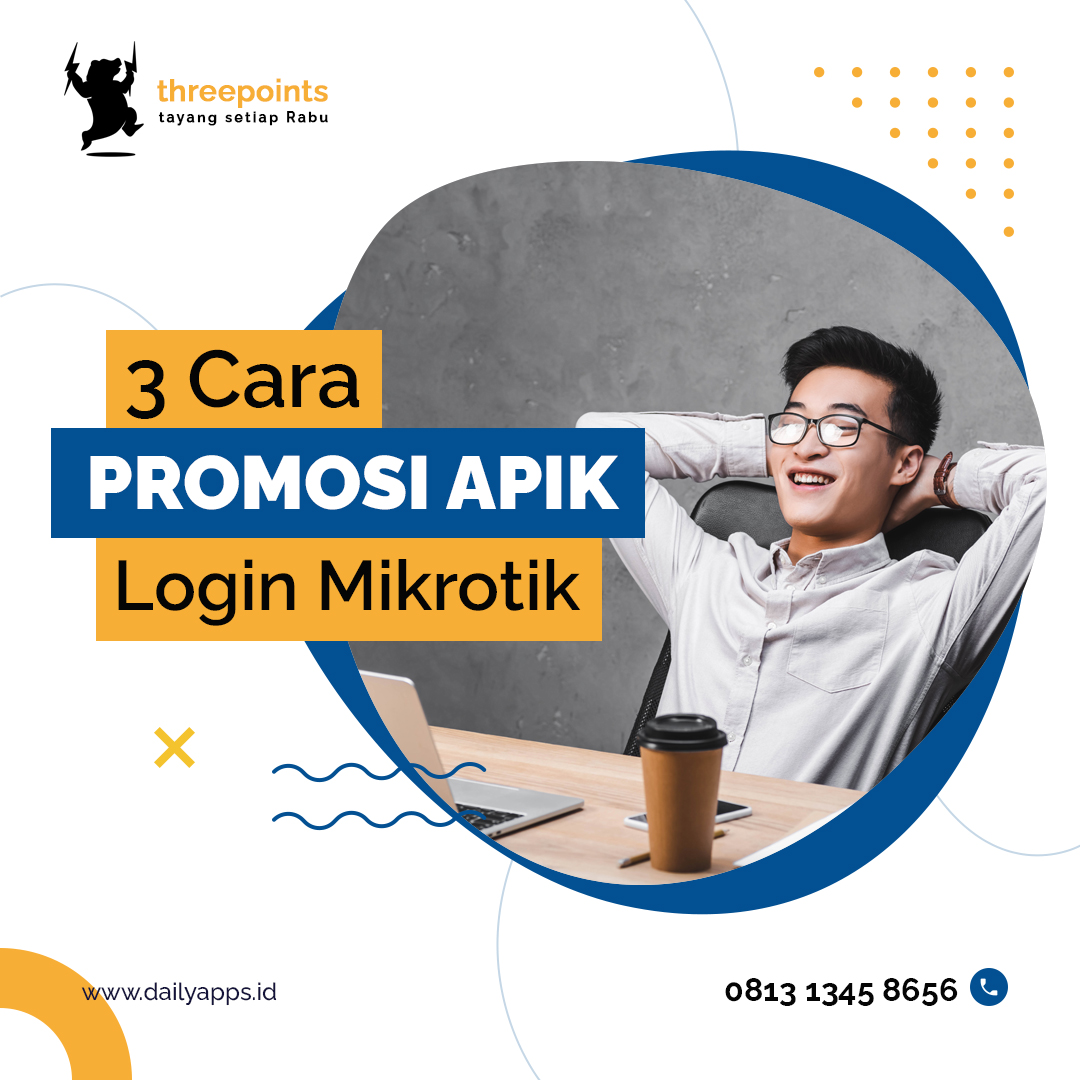 threepoints
tayang setiap Rabu
3 Cara
PROMOSI APIK
Login Mikrotik
www.dailyapps.id
0813 1345 8656